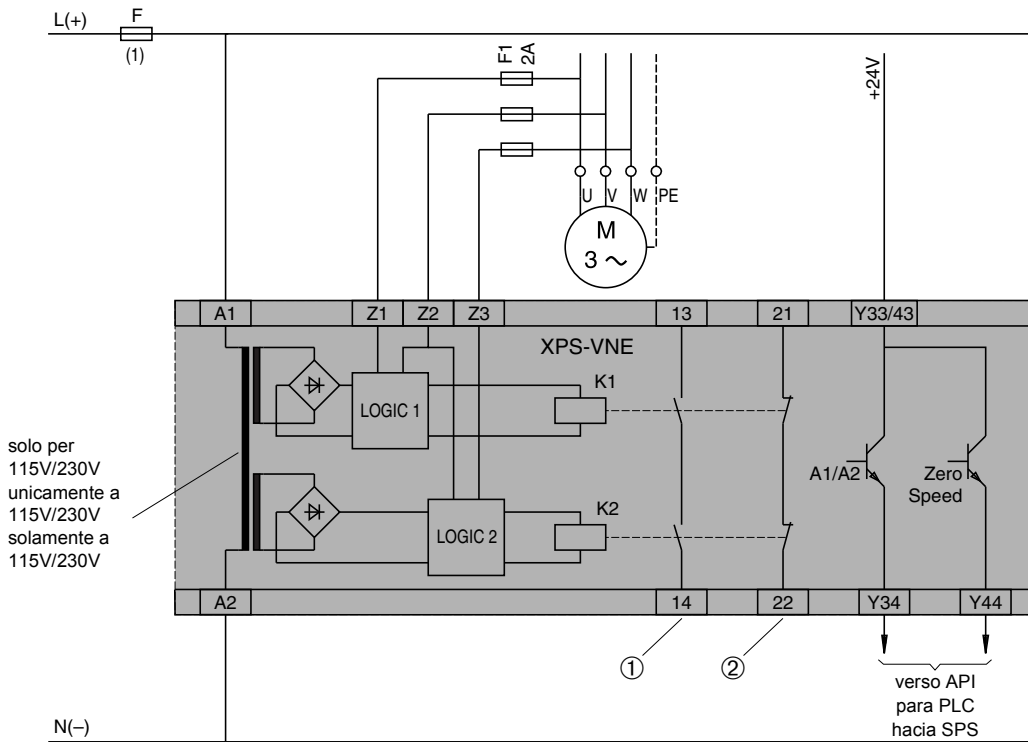 L(+)
F
(1)
F1
2A
+24V
U
V
W
PE
M
3 ~
A1
Z1
Z2
Z3
13
21
Y33/43
XPS-VNE
K1
LOGIC 1
solo per
115V/230V
unicamente a
115V/230V
solamente a
115V/230V
A1/A2
Zero
Speed
K2
LOGIC 2
A2
14
22
Y34
Y44
①
②
verso API
para PLC
hacia SPS
N(–)